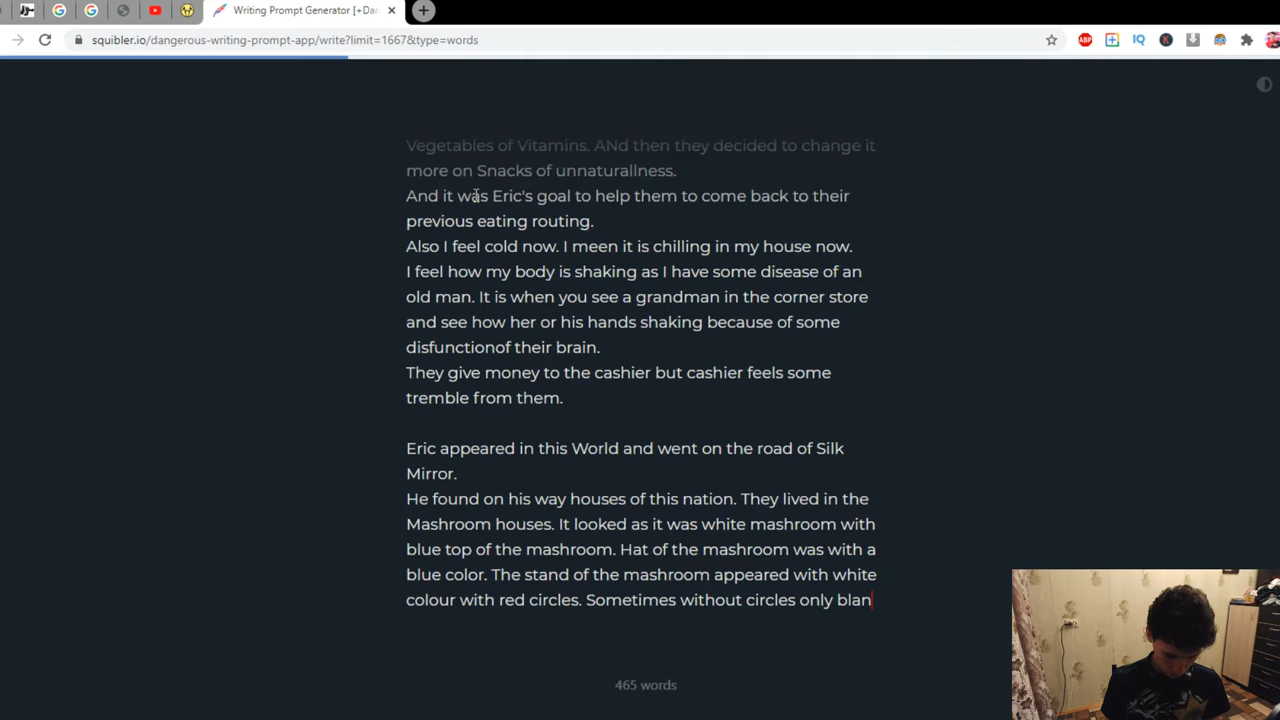 Writing Prompt Generator [+Dan
squibler.io/dangerous-writing-prompt-app/write?limit=1667&type=words
ABP
IQ
K
Vegetables of Vitamins. ANd then they decided to change it
more on Snacks of unnaturallness.
And it was Eric's goal to help them to come back to their
previous eating routing.
Also I feel cold now. I meen it is chilling in my house now.
I feel how my body is shaking as I have some disease of an
old man. It is when you see a grandman in the corner store
and see how her or his hands shaking because of some
disfunctionof their brain.
They give money to the cashier but cashier feels some
tremble from them.
Eric appeared in this World and went on the road of Silk
Mirror.
He found on his way houses of this nation. They lived in the
Mashroom houses. It looked as it was white mashroom with
blue top of the mashroom. Hat of the mashroom was with a
blue color. The stand of the mashroom appeared with white
colour with red circles. Sometimes without circles only blan
465 words